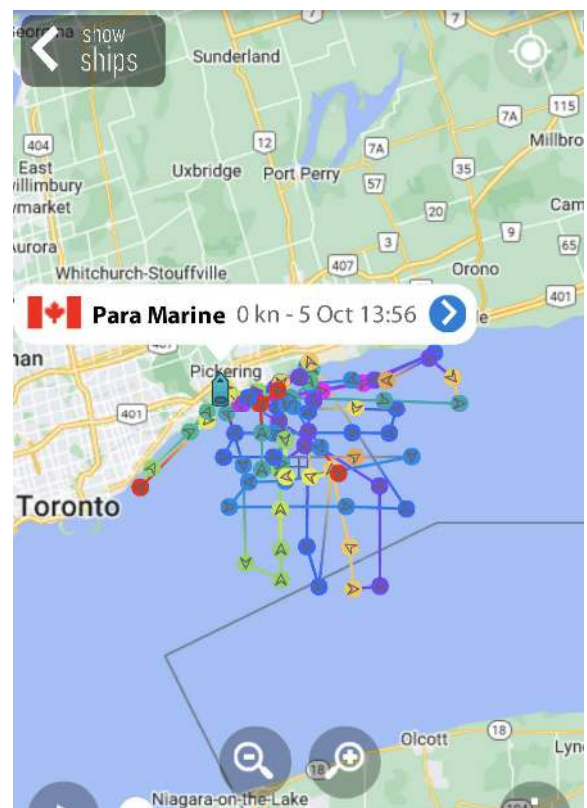 show
ships
Sunderland
115
7A
Millbro
404
12
7A
East
Uxbridge
Port Perry
35
57
20
Cam
9
3
65
Aurora
407
Whitchurch-Stouffville
Orono
401
Para Marine 0 kn - 5 Oct 13:56
Pickering
401
Toronto
Olcott
18
Lyn
18
Niagara-on-the-Lake